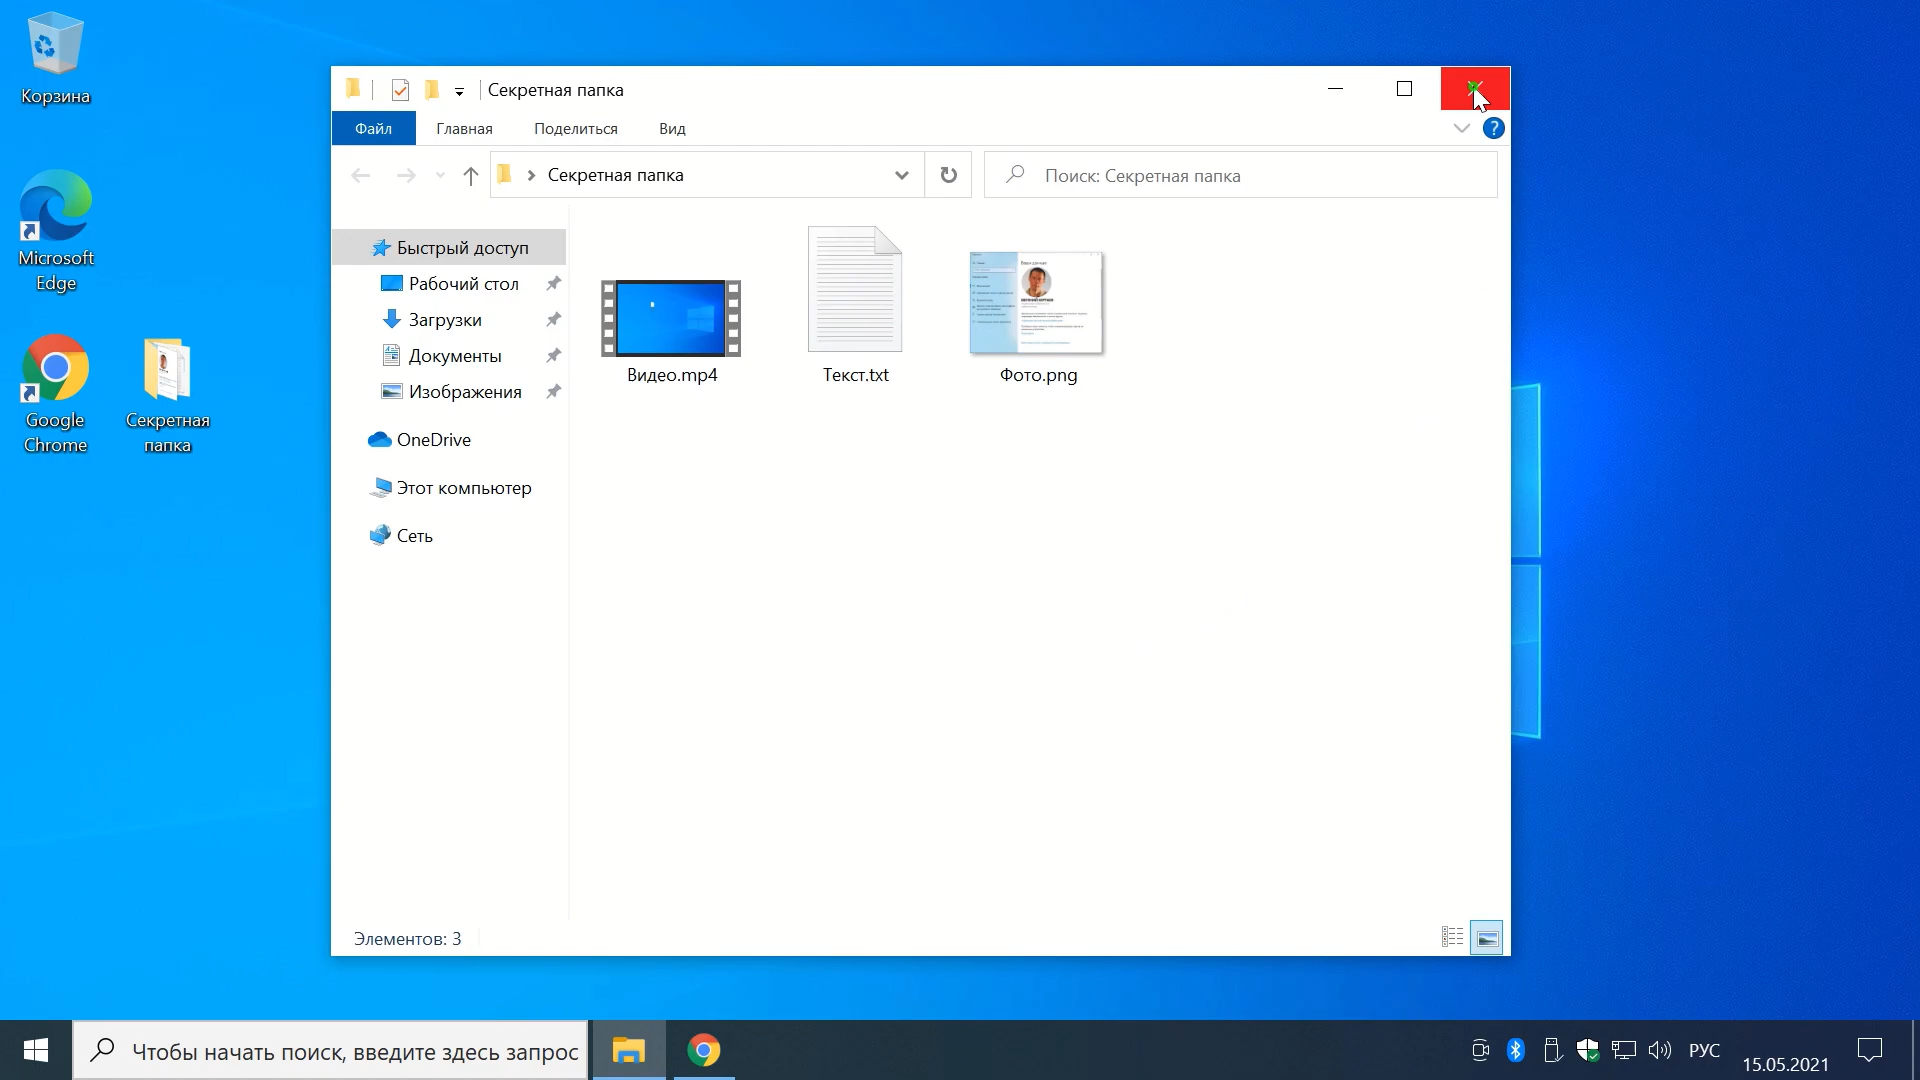 Корзина
Microsoft
Edge
Google
Chrome
Секретная
папка
Секретная папка
Файл
Главная
Поделиться
Вид
?
Секретная папка
Поиск: Секретная папка
Быстрый доступ
Рабочий стол
Загрузки
Документы
Изображения
OneDrive
Этот компьютер
Сеть
Видео.mp4
Текст.txt
Фото.png
Элементов: 3
Чтобы начать поиск, введите здесь запрос
РУС
15.05.2021